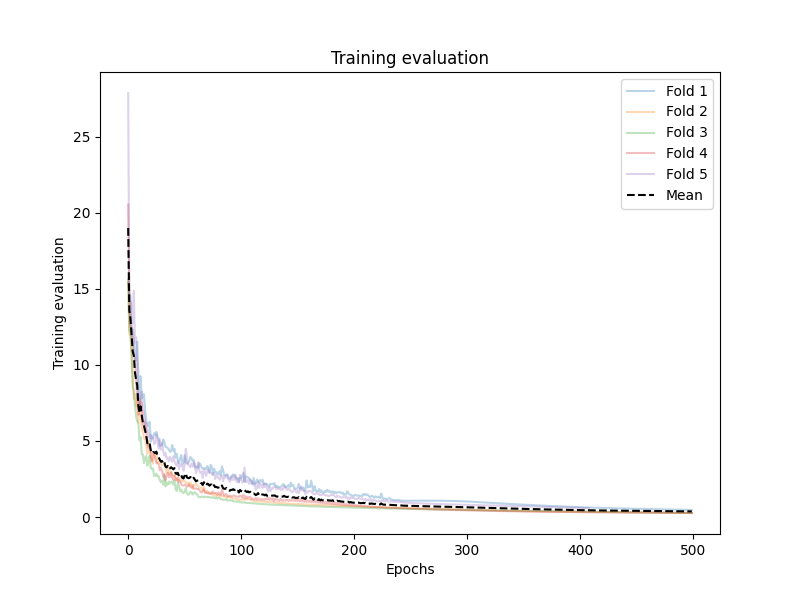 Training evaluation
Training evaluation
25
20
15
10
5
0
0 100 200 300 400 500
Epochs
Fold 1
Fold 2
Fold 3
Fold 4
Fold 5
Mean